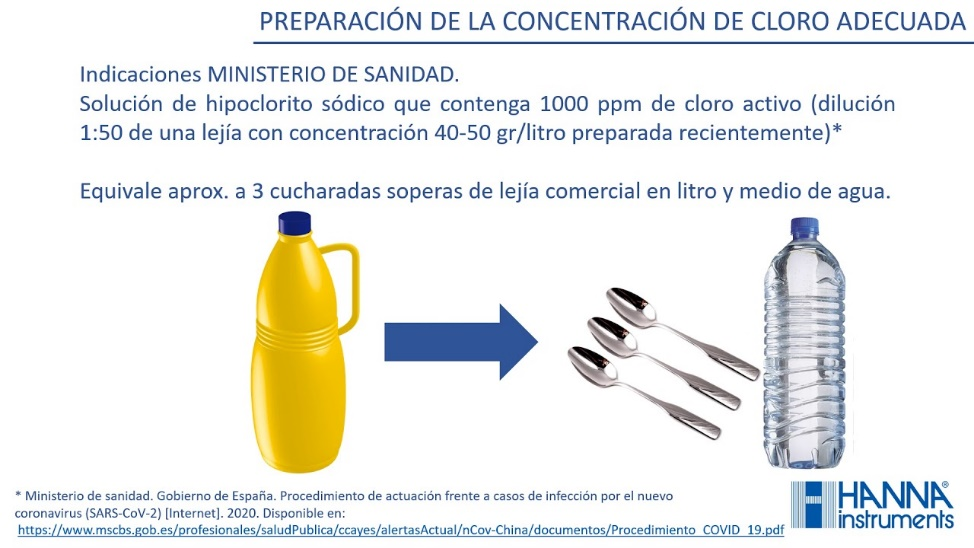 PREPARACIÓN DE LA CONCENTRACIÓN DE CLORO ADECUADA
Indicaciones MINISTERIO DE SANIDAD.
Solución de hipoclorito sódico que contenga 1000 ppm de cloro activo (dilución
1:50 de una lejía con concentración 40-50 gr/litro preparada recientemente)*
Equivale aprox. a 3 cucharadas soperas de lejía comercial en litro y medio de agua.
* Ministerio de sanidad. Gobierno de España. Procedimiento de actuación frente a casos de infección por el nuevo
coronavirus (SARS-CoV-2) [Internet]. 2020. Disponible en:
https://www.mscbs.gob.es/profesionales/saludPublica/ccayes/alertasActual/nCov-China/documentos/Procedimiento_COVID_19.pdf
HANNA®
instruments